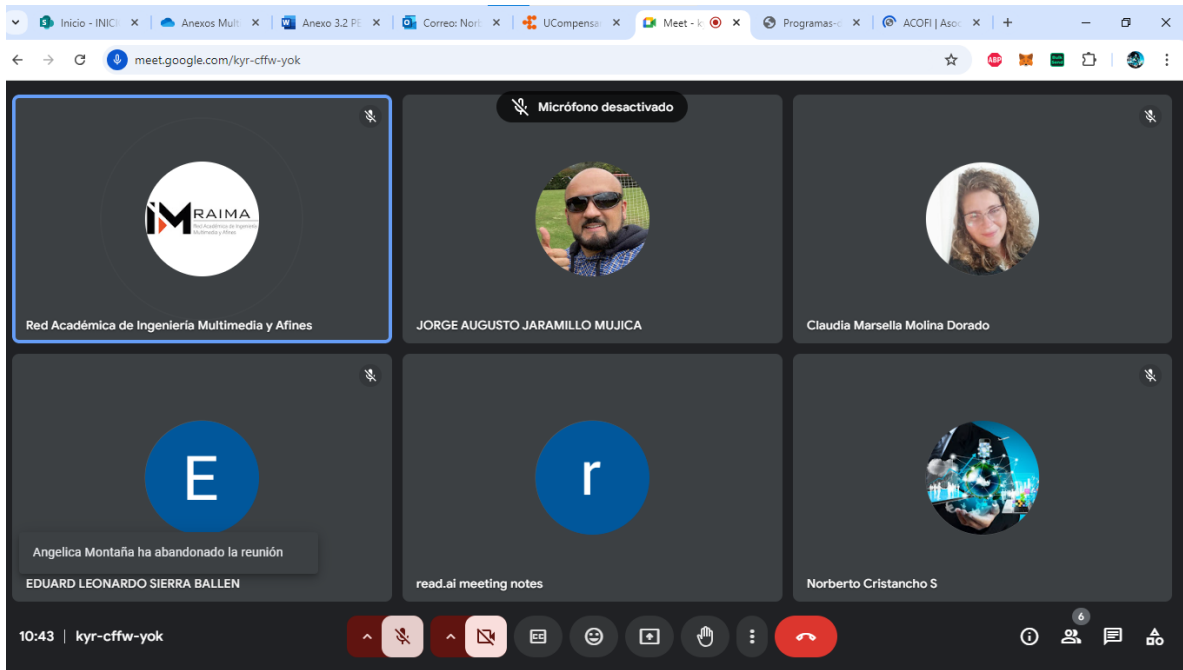 Inicio - INICI
Anexos Mult
Anexo 3.2 PE
Correo: Nort
UCompensa
Meet - k
Programas-d
ACOFI | Asoc
meet.google.com/kyr-cffw-yok
ABP
Micrófono desactivado
iM RAIMA
Red Académica de Ingeniería
Multimedia y Afines
Red Académica de Ingeniería Multimedia y Afines
JORGE AUGUSTO JARAMILLO MUJICA
Claudia Marsella Molina Dorado
E
r
Angelica Montaña ha abandonado la reunión
EDUARD LEONARDO SIERRA BALLEN
read.ai meeting notes
Norberto Cristancho S
10:43 | kyr-cffw-yok
6